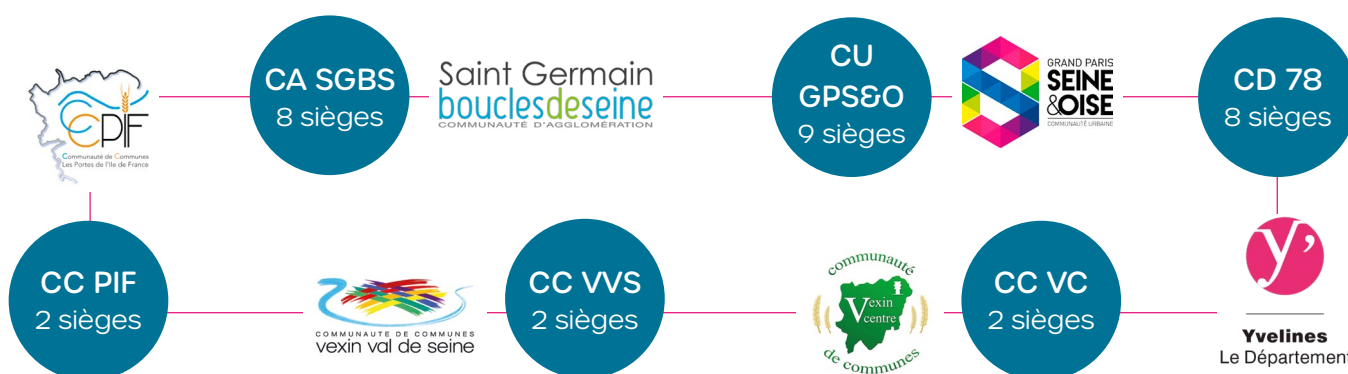 CCPIF
Communauté de Communes
Les Portes de l'Ile de France
CA SGBS
8 sièges
Saint Germain
bouclesdeseine
COMMUNAUTÉ D'AGGLOMÉRATION
CU
GPS&O
9 sièges
GRAND PARIS
SEINE
&OISE
COMMUNAUTÉ URBAINE
CD 78
8 sièges
CC PIF
2 sièges
COMMUNAUTE DE COMMUNES
vexin val de seine
CC VVS
2 sièges
communauté
Vexin
centre
de communes
CC VC
2 sièges
y'
Yvelines
Le Département